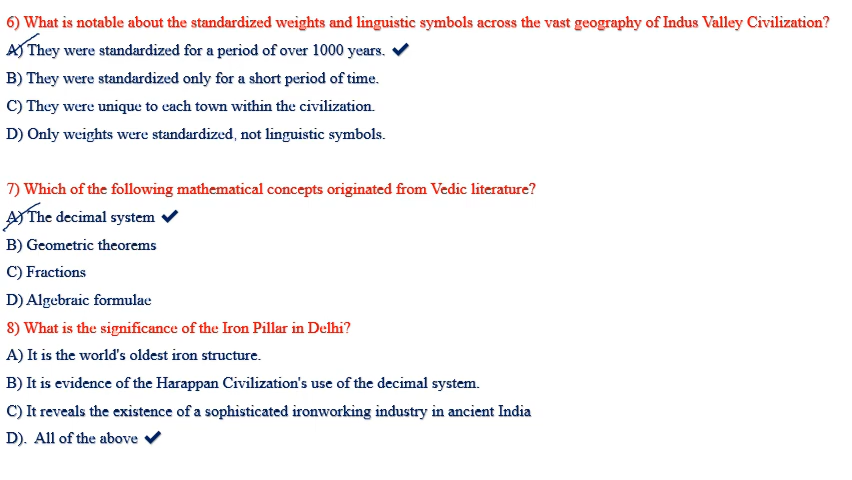 6) What is notable about the standardized weights and linguistic symbols across the vast geography of Indus Valley Civilization?
A) They were standardized for a period of over 1000 years. ✔
B) They were standardized only for a short period of time.
C) They were unique to each town within the civilization.
D) Only weights were standardized, not linguistic symbols.
7) Which of the following mathematical concepts originated from Vedic literature?
A) The decimal system ✔
B) Geometric theorems
C) Fractions
D) Algebraic formulae
8) What is the significance of the Iron Pillar in Delhi?
A) It is the world's oldest iron structure.
B) It is evidence of the Harappan Civilization's use of the decimal system.
C) It reveals the existence of a sophisticated ironworking industry in ancient India
D). All of the above ✔